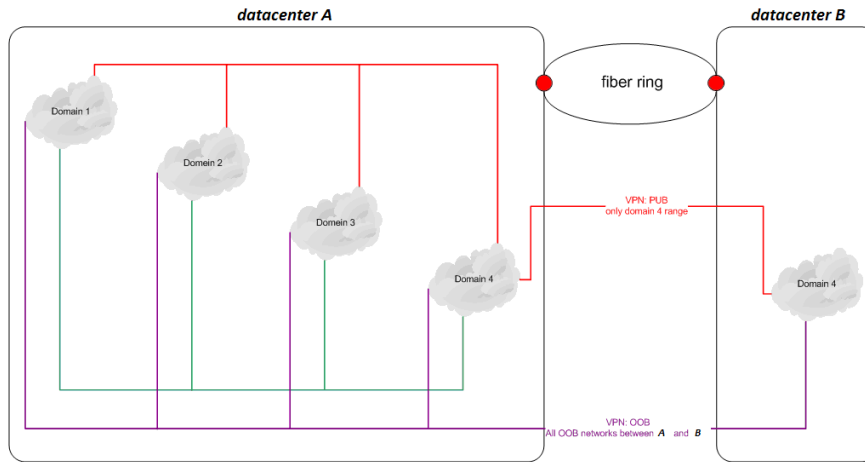 datacenter A
datacenter B
fiber ring
Domain 1
Domein 2
Domein 3
Domain 4
VPN: PUB
only domain 4 range
Domain 4
VPN: OOB
All OOB networks between A and B